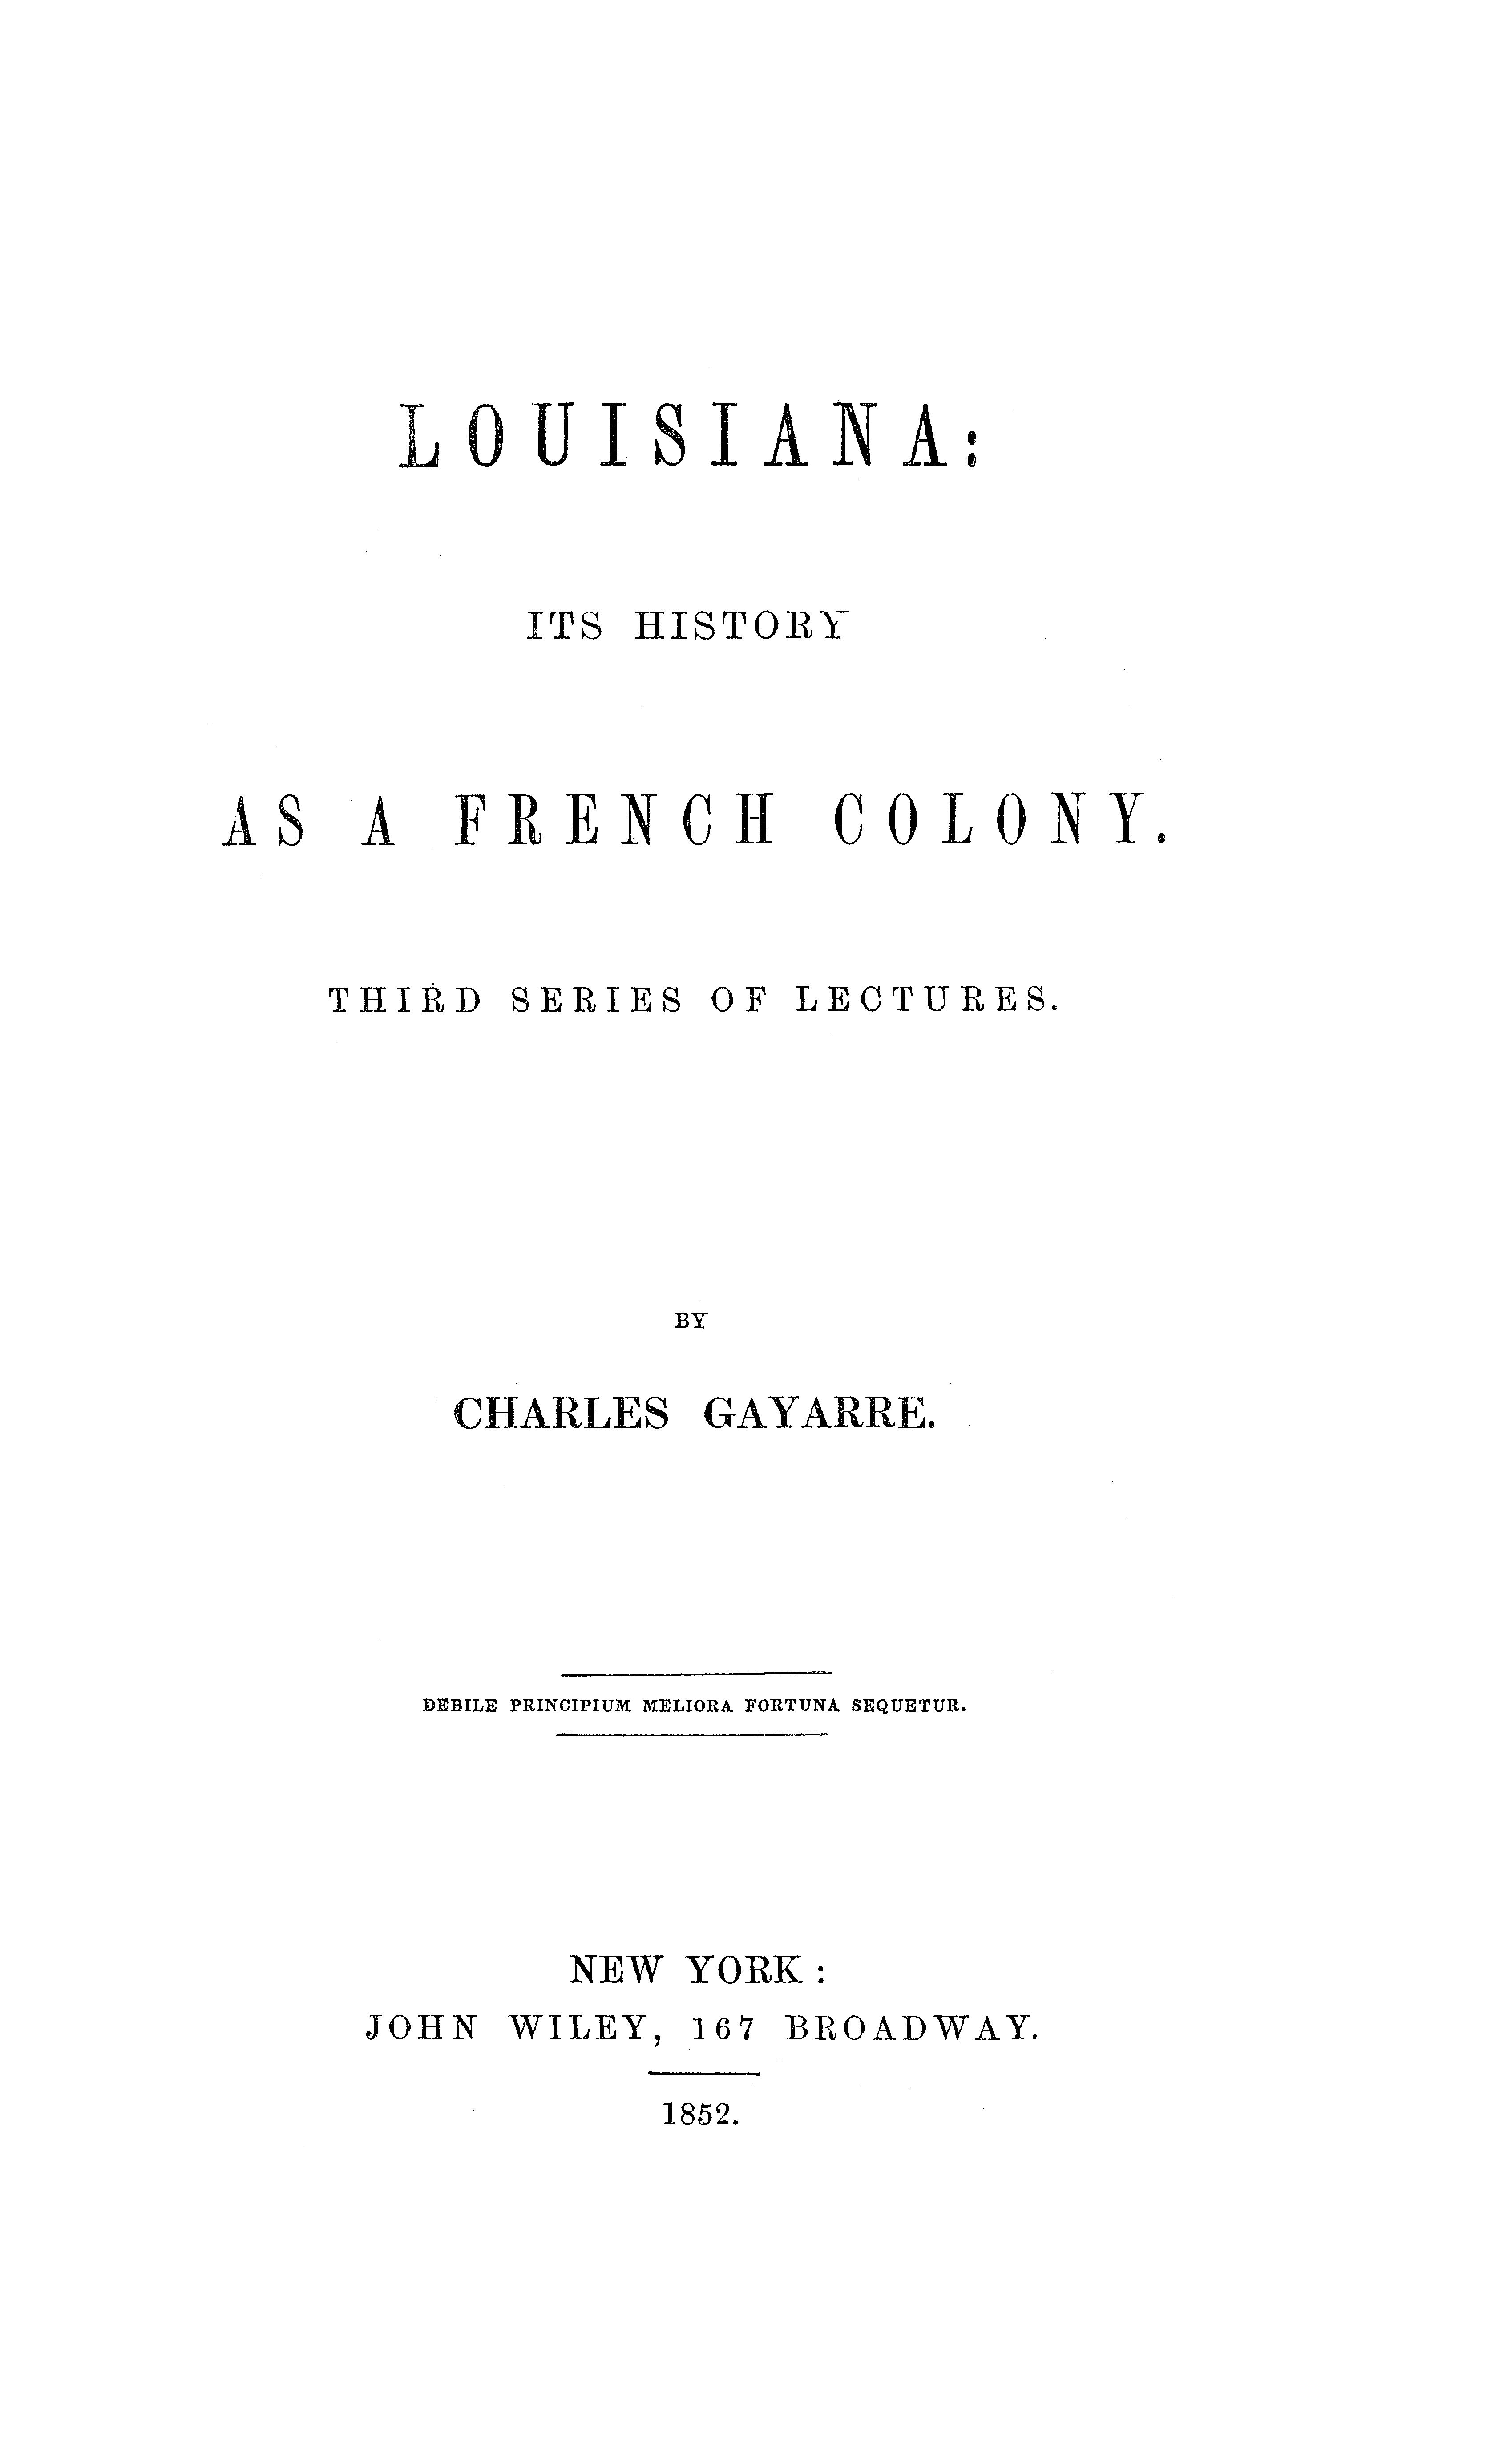 LOUISIANA:
ITS HISTORY
AS A FRENCH COLONY.
THIRD SERIES OF LECTURES.
BY
CHARLES GAYARRE.
DEBILE PRINCIPIUM MELIORA FORTUNA SEQUETUR.
NEW YORK :
JOHN WILEY, 167 BROADWAY.
1852.